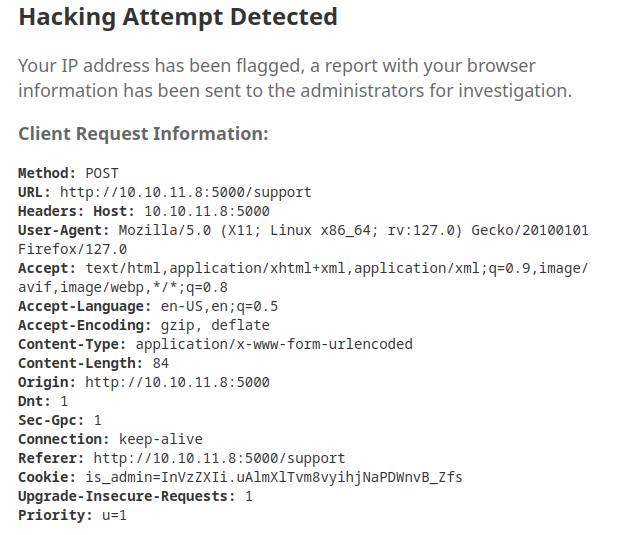 Hacking Attempt Detected
Your IP address has been flagged, a report with your browser
information has been sent to the administrators for investigation.
Client Request Information:
Method: POST
URL: http://10.10.11.8:5000/support
Headers: Host: 10.10.11.8:5000
User-Agent: Mozilla/5.0 (X11; Linux x86_64; rv:127.0) Gecko/20100101
Firefox/127.0
Accept: text/html,application/xhtml+xml,application/xml;q=0.9,image/
avif,image/webp,*/*;q=0.8
Accept-Language: en-US,en;q=0.5
Accept-Encoding: gzip, deflate
Content-Type: application/x-www-form-urlencoded
Content-Length: 84
Origin: http://10.10.11.8:5000
Dnt: 1
Sec-Gpc: 1
Connection: keep-alive
Referer: http://10.10.11.8:5000/support
Cookie: is_admin=InVzZXIi.uAlmXlTvm8vyihjNaPDWnvB_Zfs
Upgrade-Insecure-Requests: 1
Priority: u=1